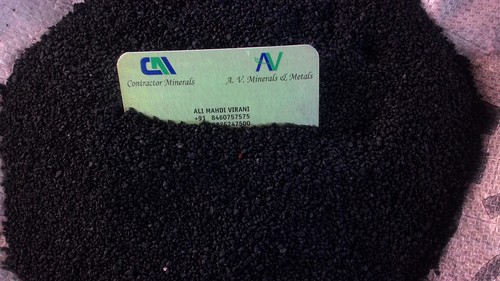 CM
Contractor Minerals
AV
A. V. Minerals & Metals
ALI MAHDI VIRANI
+91 8460757575